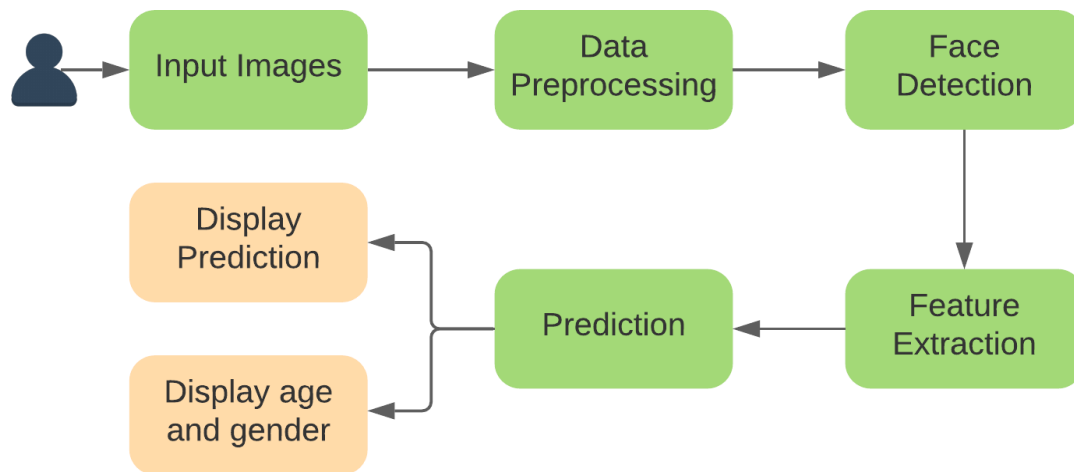 Input Images
Data
Preprocessing
Face
Detection
Feature
Extraction
Prediction
Display
Prediction
Display age
and gender